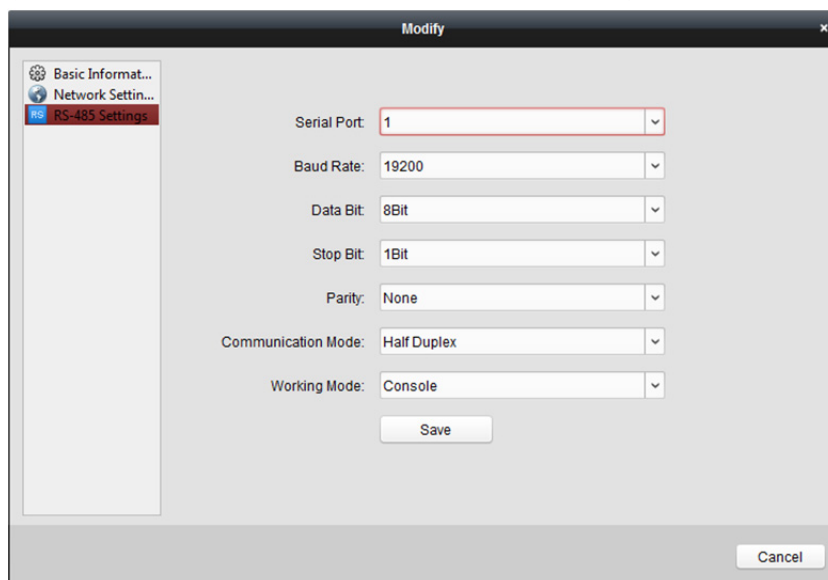 Modify
×
Basic Informat...
Network Settin...
RS RS-485 Settings
Serial Port: 1
Baud Rate: 19200
Data Bit: 8Bit
Stop Bit: 1Bit
Parity: None
Communication Mode: Half Duplex
Working Mode: Console
Save
Cancel